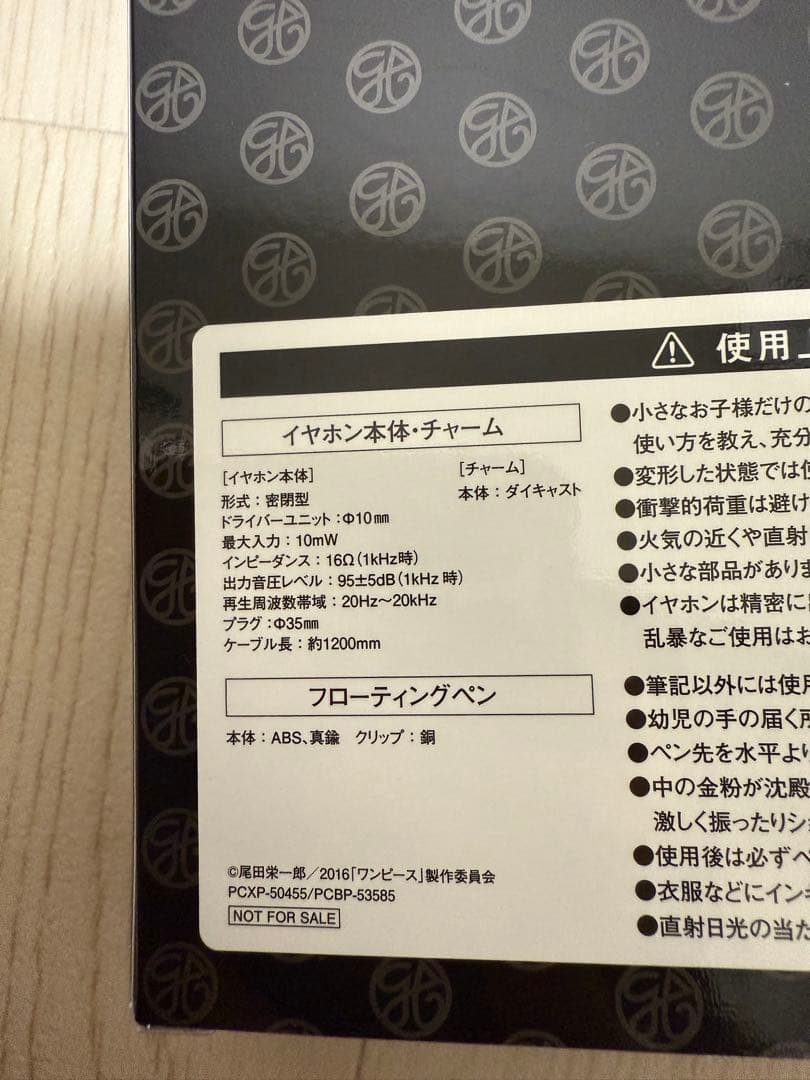 ⚠ 使用上
イヤホン本体・チャーム
[イヤホン本体]
形式：密閉型
ドライバーユニット：Φ10㎜
最大入力：10mW
インピーダンス：16Ω（1kHz時）
出力音圧レベル：95±5dB（1kHz 時）
再生周波数帯域：20Hz～20kHz
プラグ：Φ35㎜
ケーブル長：約1200mm
[チャーム]
本体：ダイキャスト
フローティングペン
本体：ABS、真鍮　クリップ：銅
©尾田栄一郎／2016「ワンピース」製作委員会
PCXP-50455/PCBP-53585
NOT FOR SALE
●小さなお子様だけの
使い方を教え、充分
●変形した状態では使
●衝撃的荷重は避け
●火気の近くや直射
●小さな部品がありま
●イヤホンは精密に
乱暴なご使用はお
●筆記以外には使用
●幼児の手の届く所
●ペン先を水平より
●中の金粉が沈殿
激しく振ったりショ
●使用後は必ずペ
●衣服などにインキ
●直射日光の当た